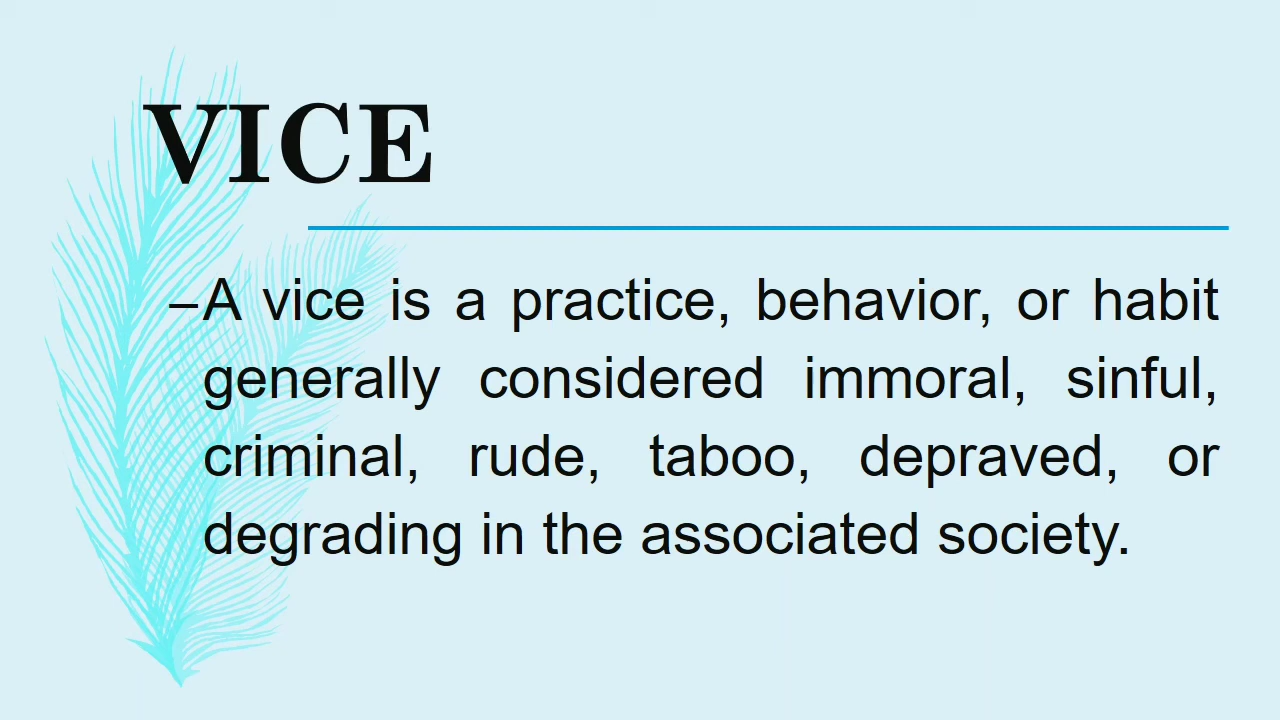 VICE
–A vice is a practice, behavior, or habit
generally considered immoral, sinful,
criminal, rude, taboo, depraved, or
degrading in the associated society.